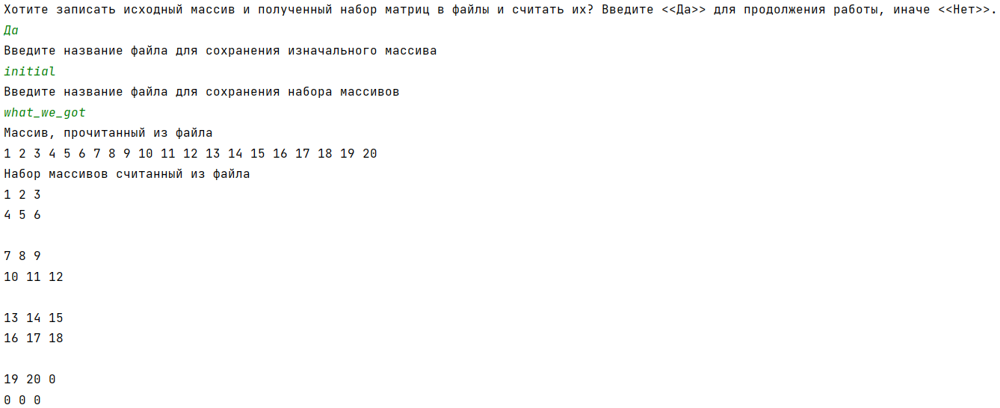 Хотите записать исходный массив и полученный набор матриц в файлы и считать их? Введите <<Да>> для продолжения работы, иначе <<Нет>>.
Да
Введите название файла для сохранения изначального массива
initial
Введите название файла для сохранения набора массивов
what_we_got
Массив, прочитанный из файла
1 2 3 4 5 6 7 8 9 10 11 12 13 14 15 16 17 18 19 20
Набор массивов считанный из файла
1 2 3
4 5 6
7 8 9
10 11 12
13 14 15
16 17 18
19 20 0
0 0 0